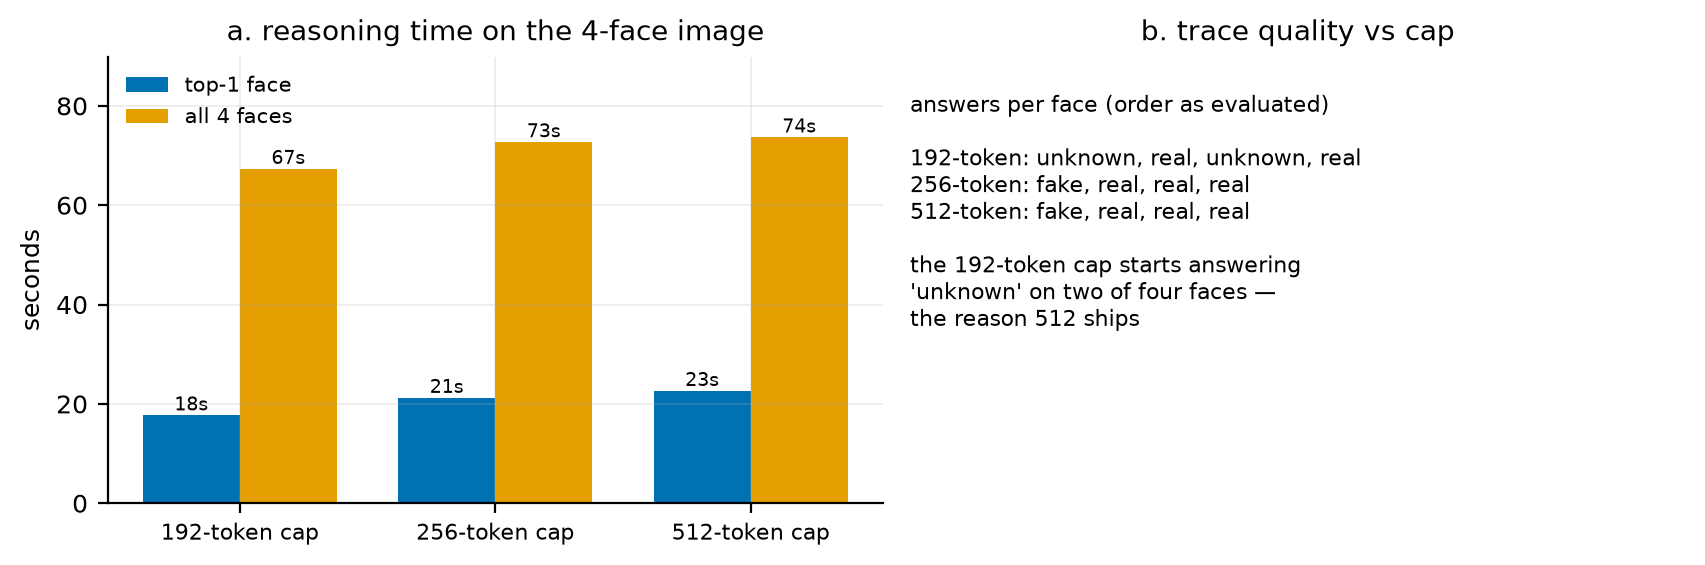 a. reasoning time on the 4-face image
top-1 face
all 4 faces
seconds
80
60
40
20
0
18s
67s
21s
73s
23s
74s
192-token cap
256-token cap
512-token cap
b. trace quality vs cap
answers per face (order as evaluated)
192-token: unknown, real, unknown, real
256-token: fake, real, real, real
512-token: fake, real, real, real
the 192-token cap starts answering
'unknown' on two of four faces —
the reason 512 ships